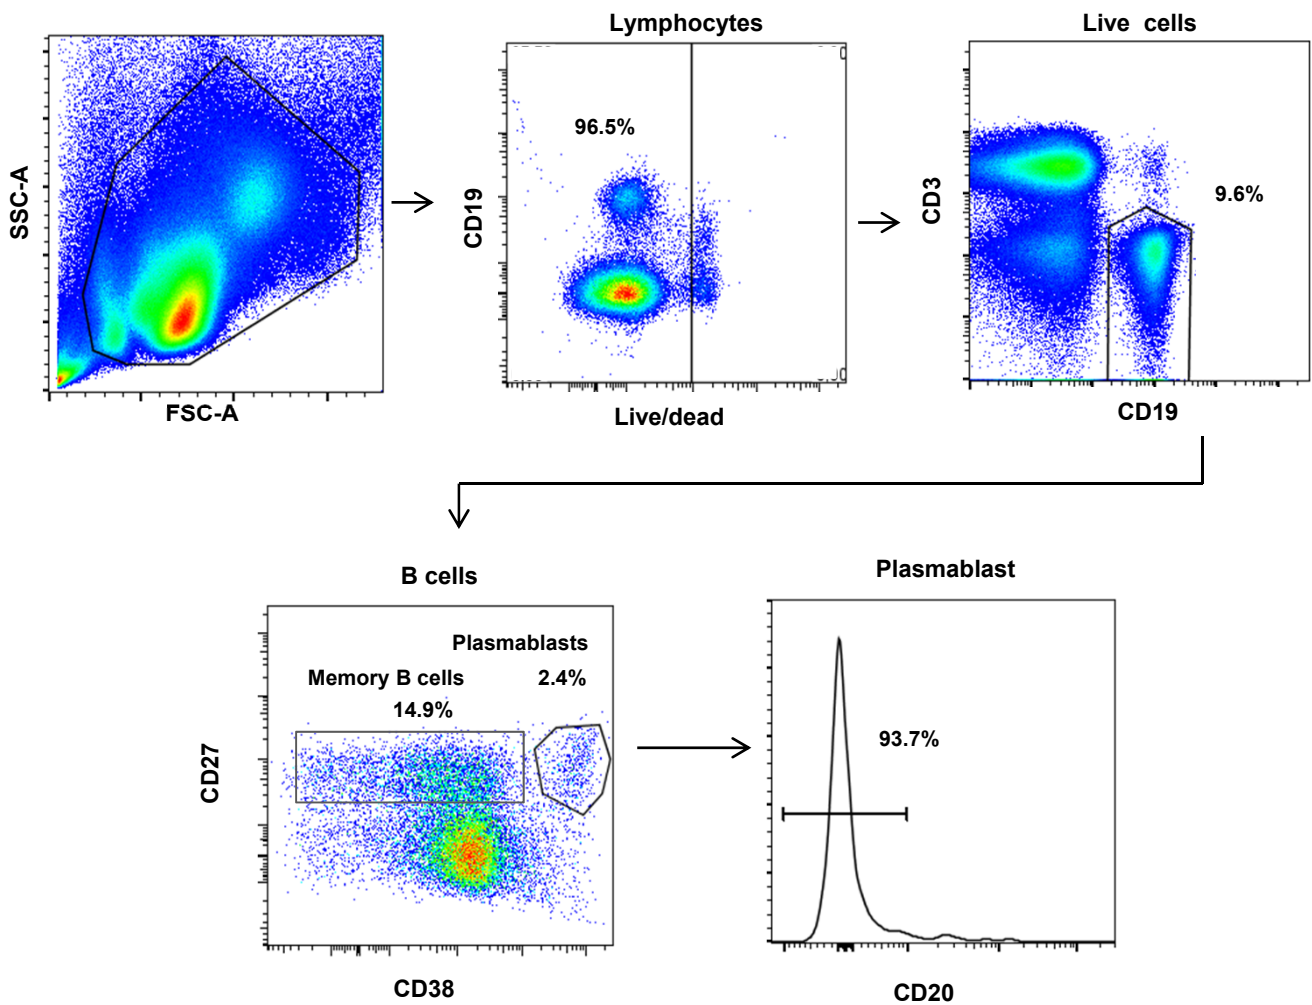 Lymphocytes
Live cells
SSC-A
FSC-A
96.5%
CD19
Live/dead
CD3
9.6%
CD19
B cells
Plasmablasts
Memory B cells
2.4%
14.9%
CD27
CD38
Plasmablast
93.7%
CD20